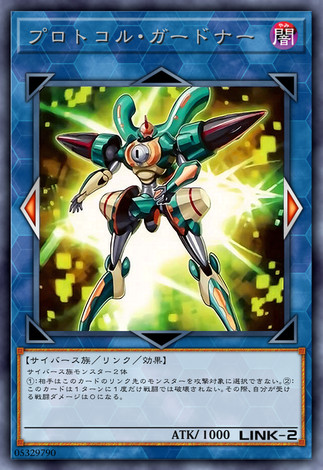 プロトコル・ガードナー
闇
やみ
【サイバース族／リンク／効果】
サイバース族モンスター２体
①:相手はこのカードのリンク先のモンスターを攻撃対象に選択できない。②:
このカードは１ターンに１度だけ戦闘では破壊されない。その際、自分が受け
る戦闘ダメージは０になる。
ATK/1000 LINK-2
05329790